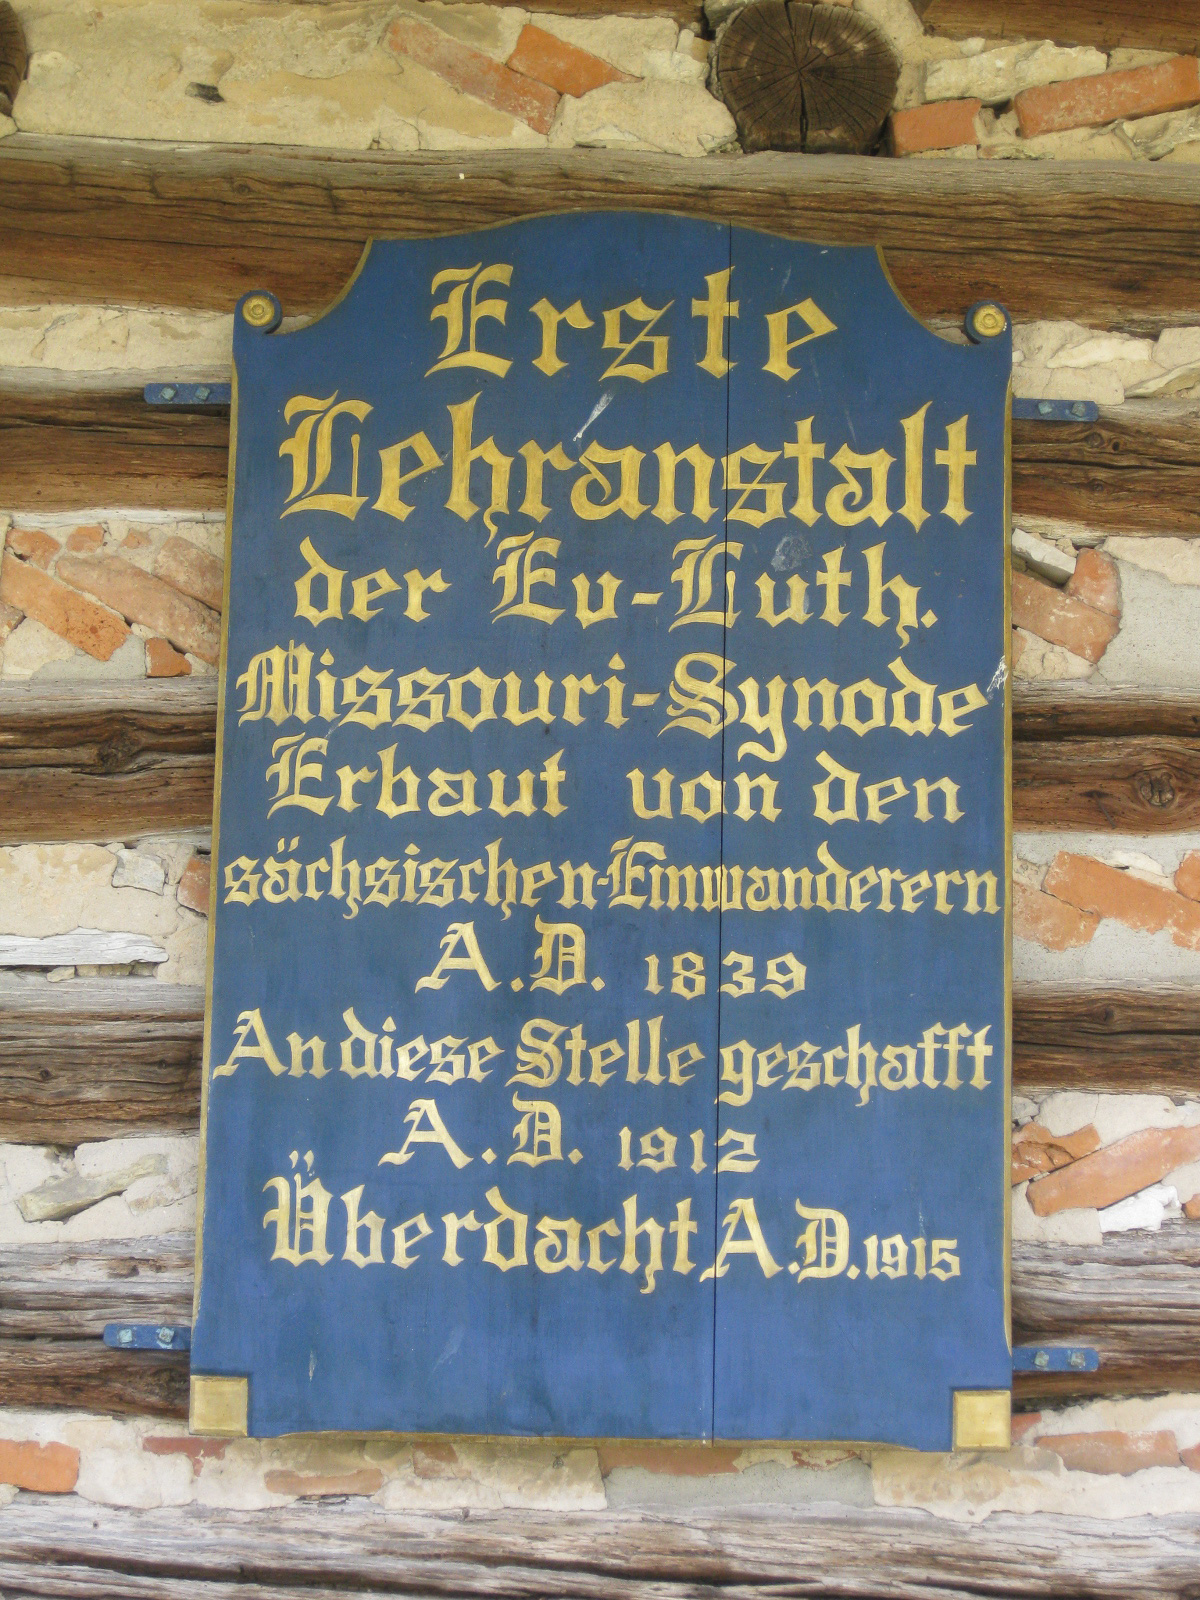 Erste
Lehranstalt
der Ev-Luth.
Missouri-Synode
Erbaut von den
sächsischen-Einwanderern
A.D. 1839
An diese Stelle geschafft
A.D. 1912
Überdacht A.D. 1915